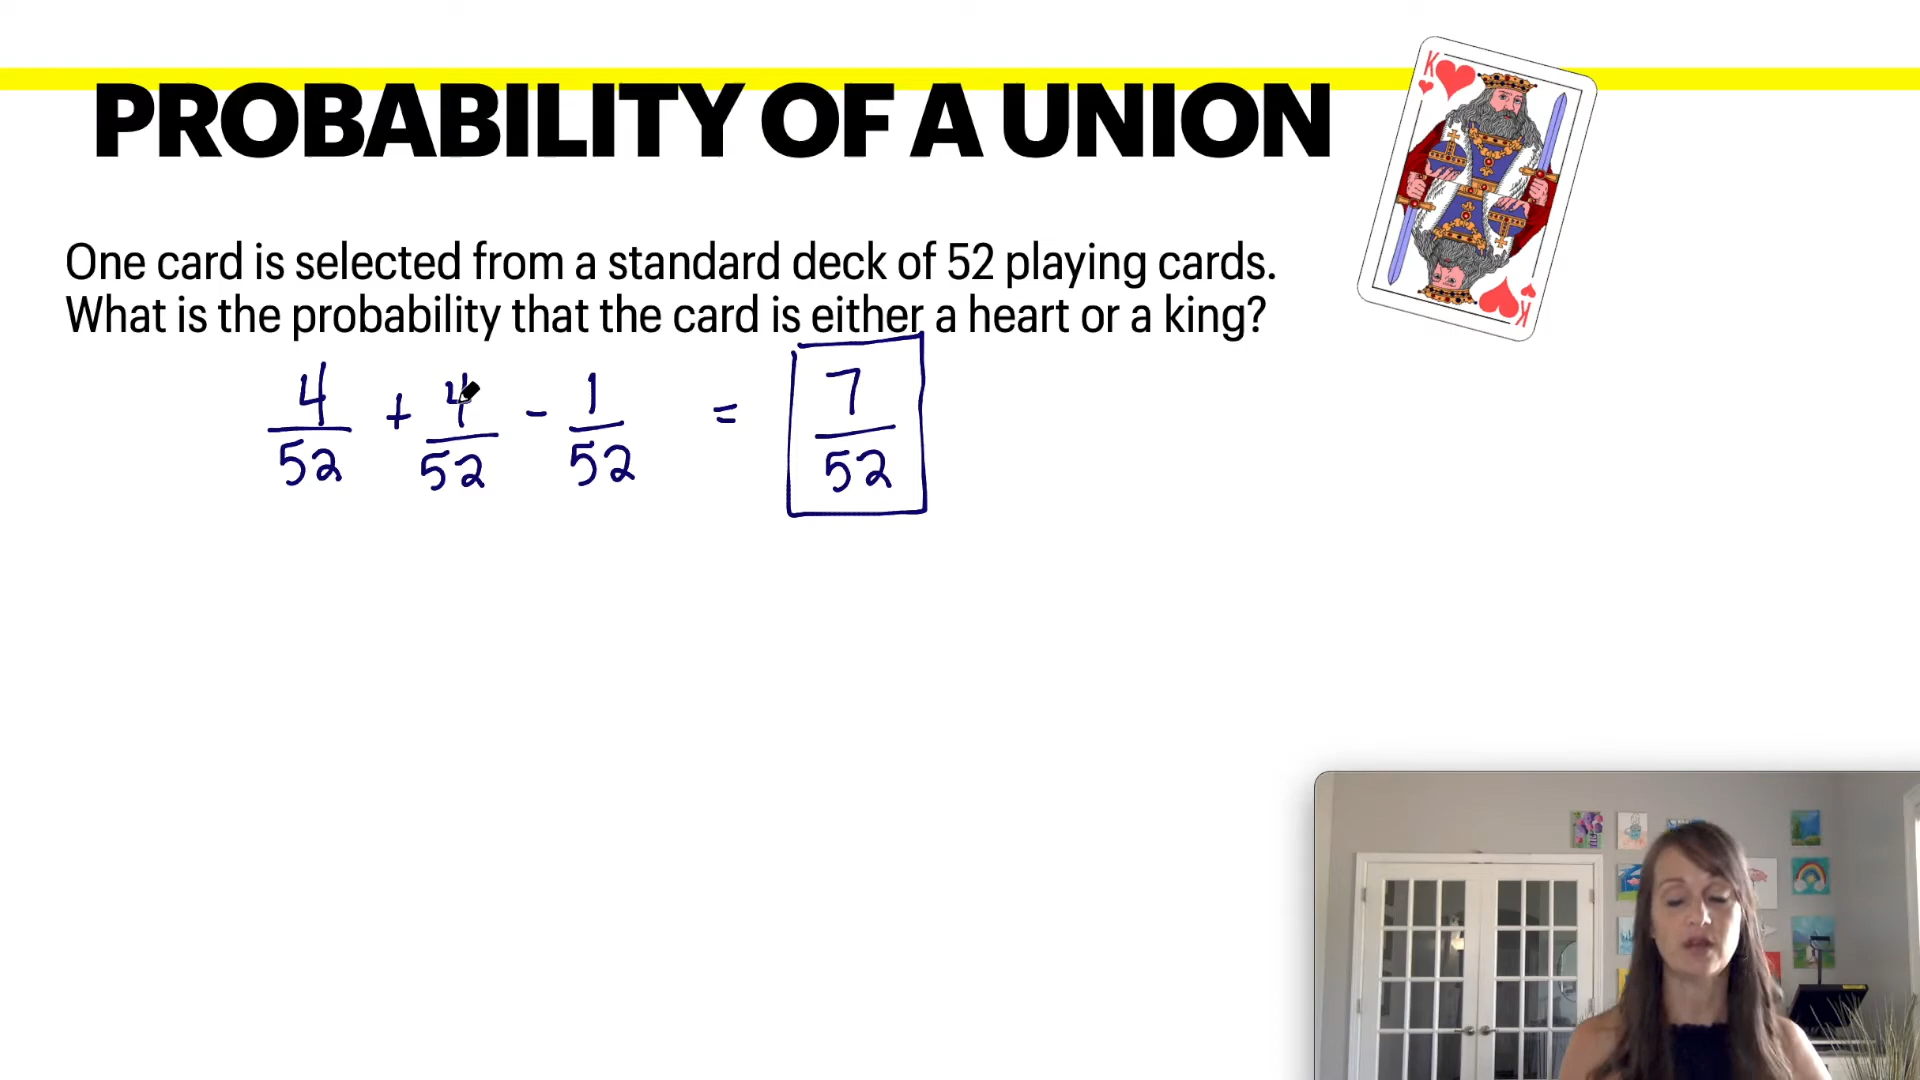 PROBABILITY OF A UNION
K
K
One card is selected from a standard deck of 52 playing cards.
What is the probability that the card is either a heart or a king?
4/52 + 4/52 - 1/52 = 7/52